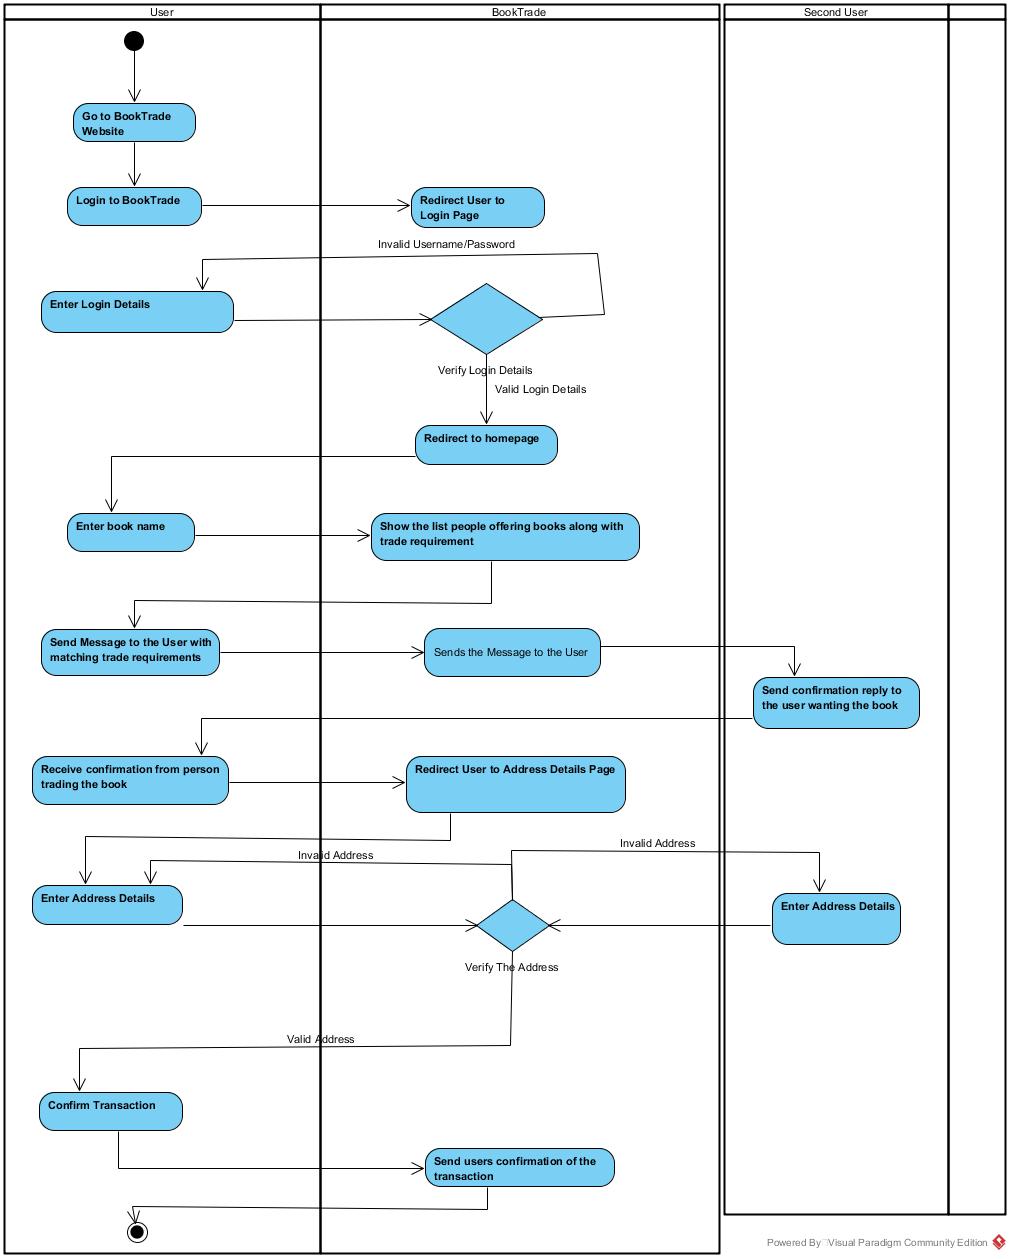 User
BookTrade
Second User
Go to BookTrade
Website
Login to BookTrade
Redirect User to
Login Page
Invalid Username/Password
Enter Login Details
Verify Login Details
Valid Login Details
Redirect to homepage
Enter book name
Show the list people offering books along with
trade requirement
Send Message to the User with
matching trade requirements
Sends the Message to the User
Send confirmation reply to
the user wanting the book
Receive confirmation from person
trading the book
Redirect User to Address Details Page
Invalid Address
Invalid Address
Enter Address Details
Enter Address Details
Verify The Address
Valid Address
Confirm Transaction
Send users confirmation of the
transaction
Powered By Visual Paradigm Community Edition